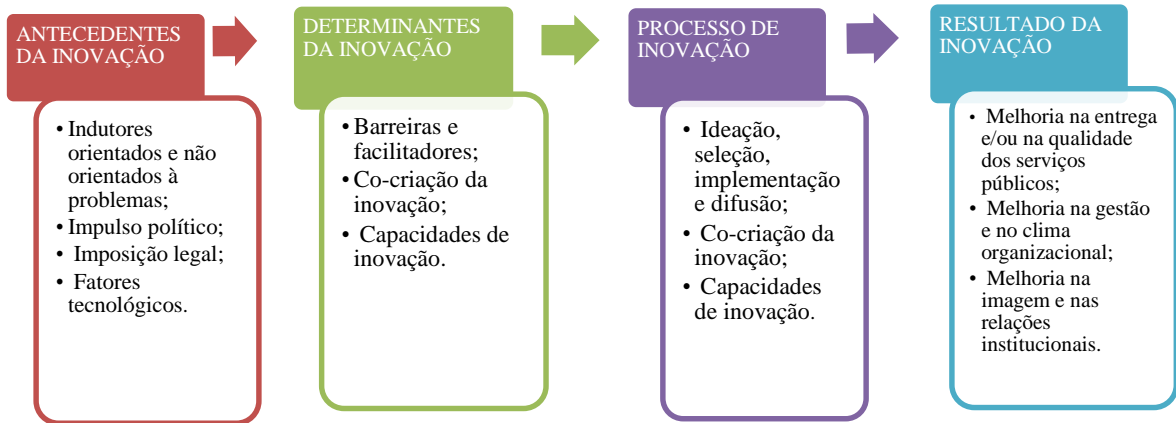 ANTECEDENTES
DA INOVAÇÃO
• Indutores
orientados e não
orientados à
problemas;
• Impulso político;
• Imposição legal;
• Fatores
tecnológicos.
DETERMINANTES
DA INOVAÇÃO
• Barreiras e
facilitadores;
• Co-criação da
inovação;
• Capacidades de
inovação.
PROCESSO DE
INOVAÇÃO
• Ideação,
seleção,
implementação
e difusão;
• Co-criação da
inovação;
• Capacidades
de inovação.
RESULTADO DA
INOVAÇÃO
• Melhoria na entrega
e/ou na qualidade
dos serviços
públicos;
• Melhoria na gestão
e no clima
organizacional;
• Melhoria na
imagem e nas
relações
institucionais.